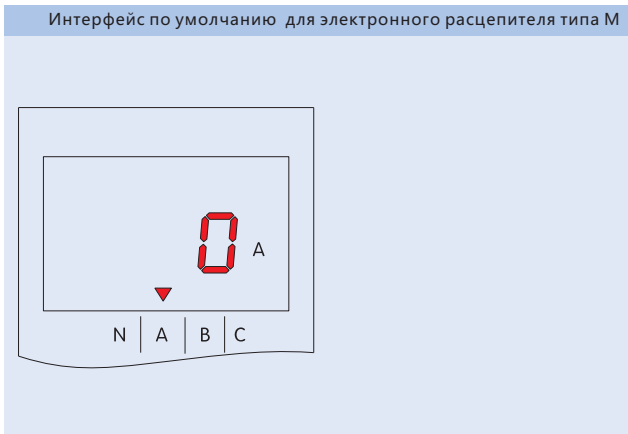 Интерфейс по умолчанию для электронного расцепителя типа М
0 A
N A B C